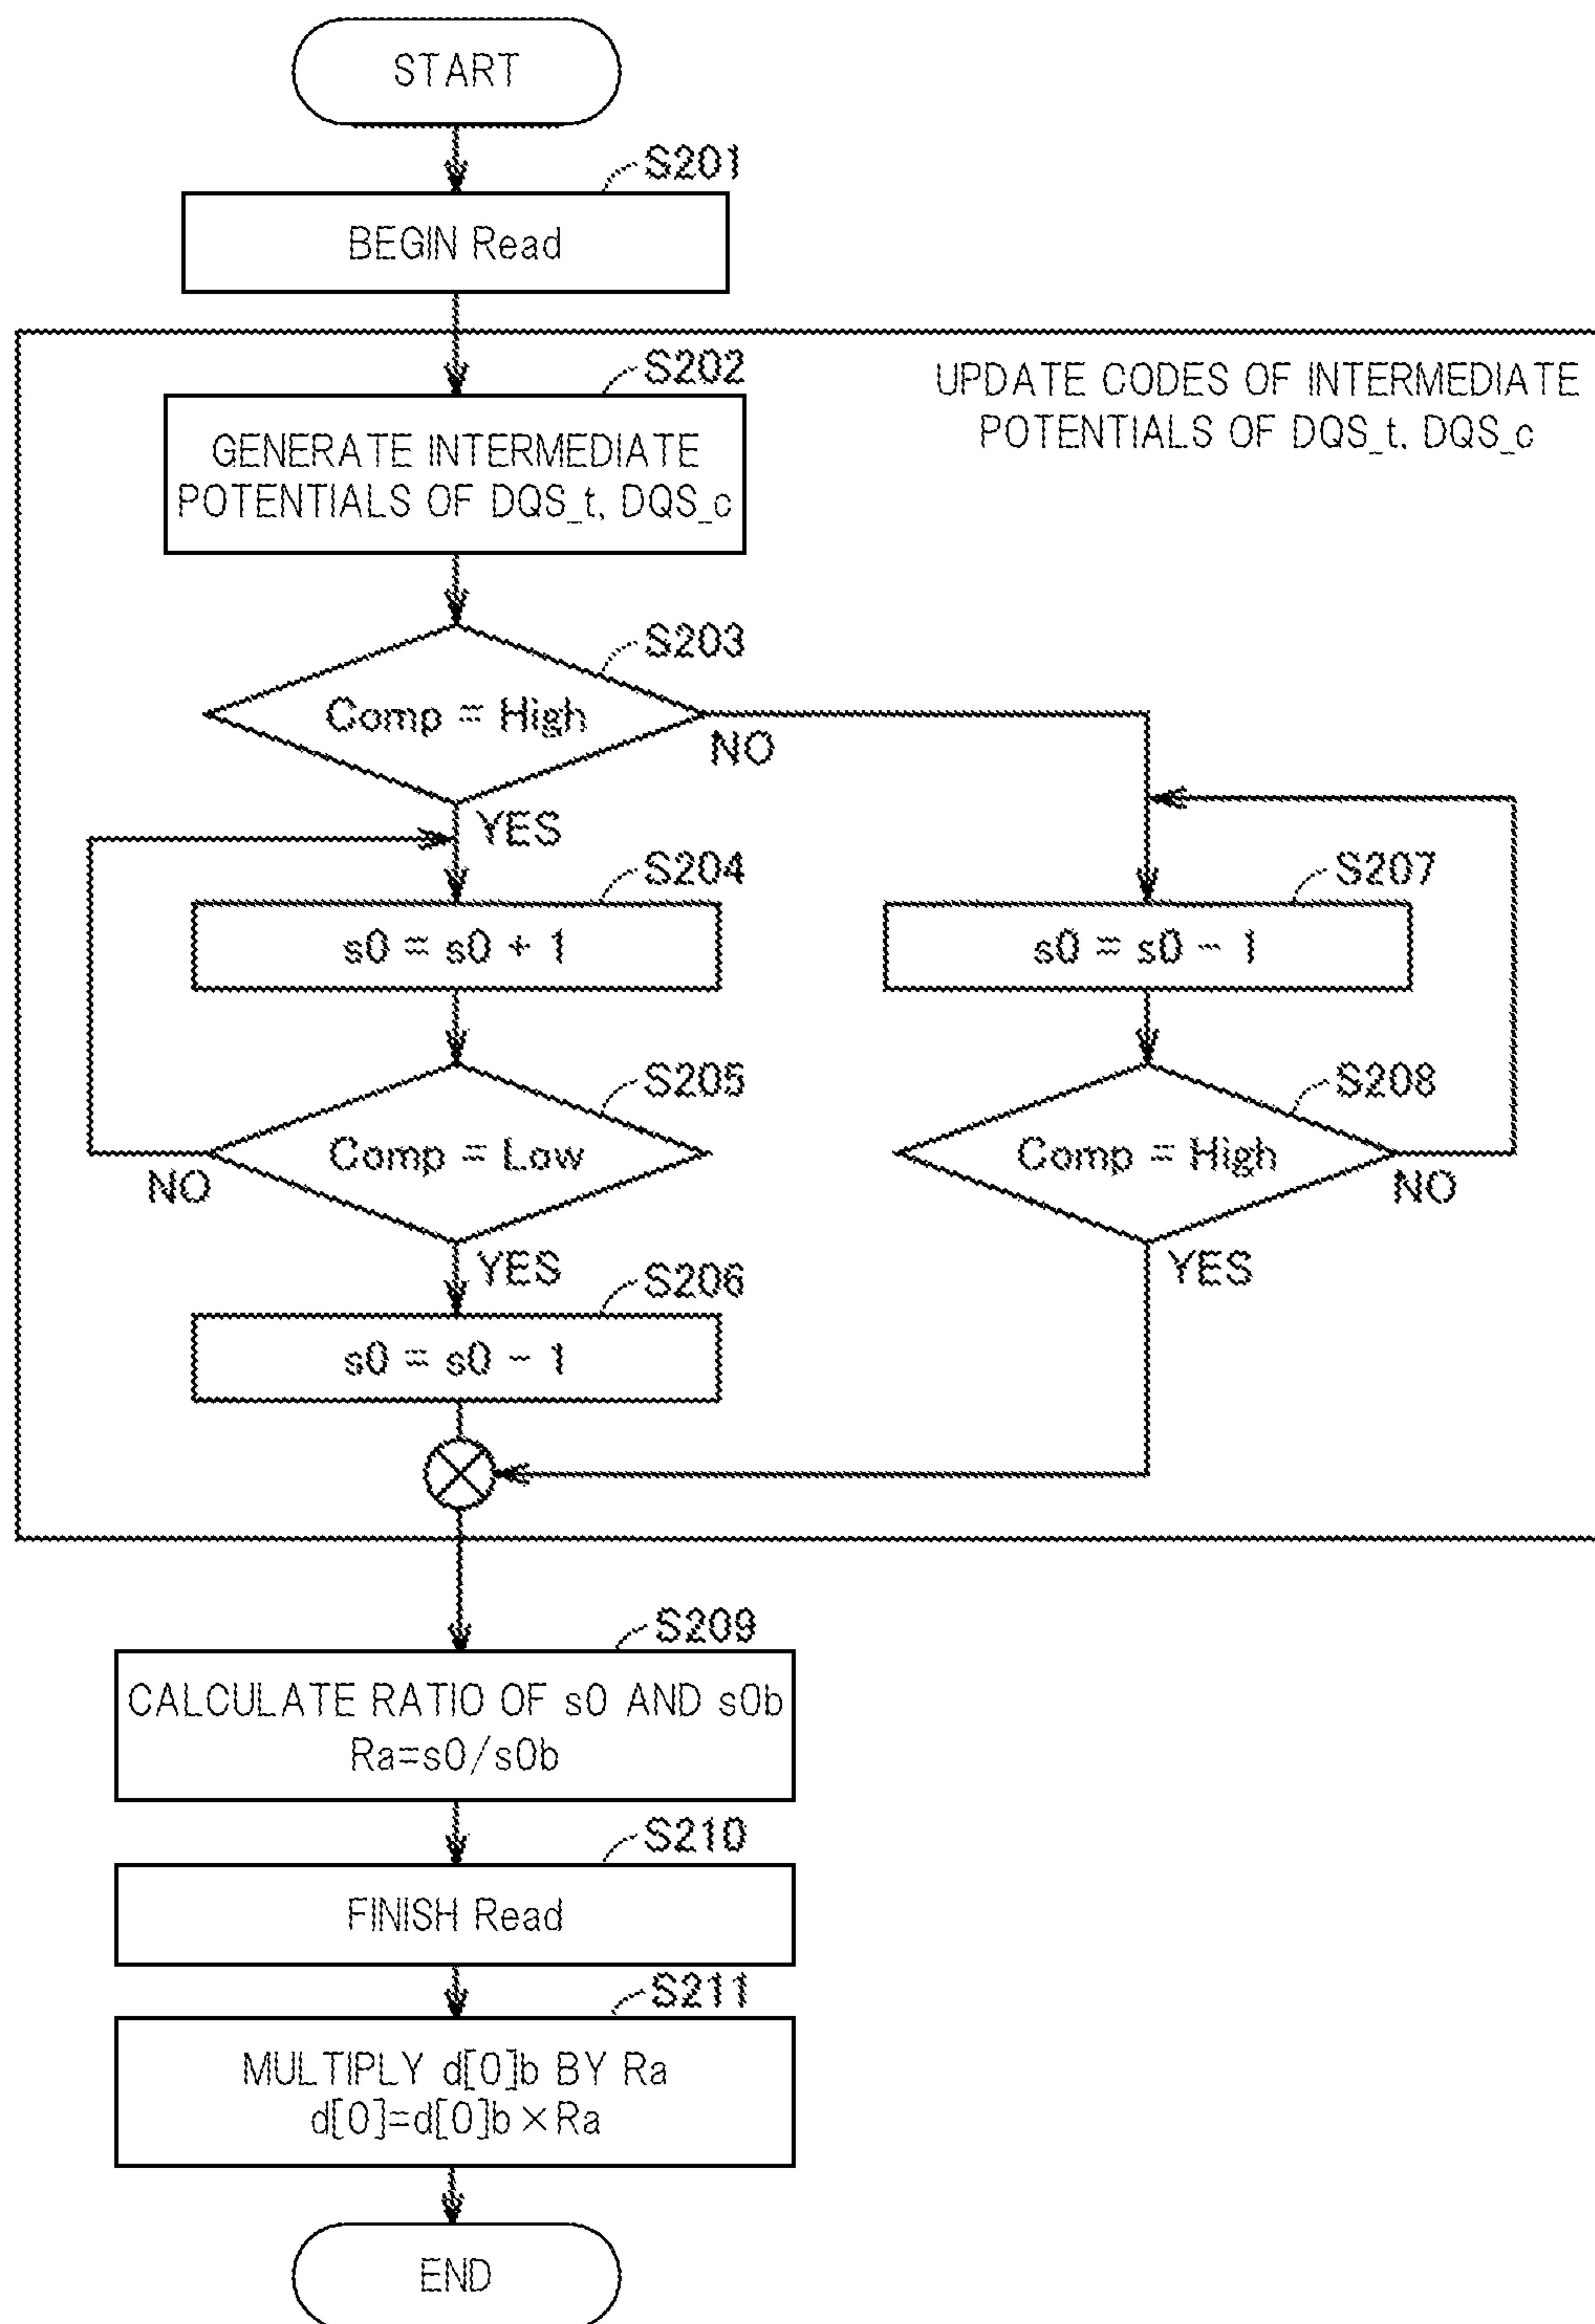 START
S201
BEGIN Read
S202
UPDATE CODES OF INTERMEDIATE
POTENTIALS OF DQS_t, DQS_c
GENERATE INTERMEDIATE
POTENTIALS OF DQS_t, DQS_c
S203
Comp = High
NO
YES
S204
s0 = s0 + 1
S207
s0 = s0 - 1
S205
Comp = Low
NO
YES
S208
Comp = High
NO
YES
S206
s0 = s0 - 1
S209
CALCULATE RATIO OF s0 AND s0b
Ra=s0/s0b
S210
FINISH Read
S211
MULTIPLY d[0]b BY Ra
d[0]=d[0]b×Ra
END